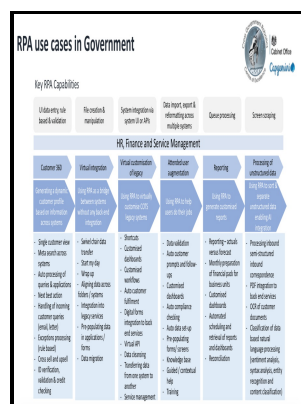 RPA use cases in Government
Cabinet Office
Capgemini
Key RPA Capabilities
UI data entry, rule
based & validation
File creation &
manipulation
System integration via
system UI or APIs
Data import, export &
reformatting across
multiple systems
Queue processing
Screen scraping
HR, Finance and Service Management
Customer 360
Virtual integration
Virtual customisation
of legacy
Attended user
augmentation
Reporting
Processing of
unstructured data
Generating a dynamic
customer profile
based on information
across systems
Using RPA as a bridge
between systems
without any back end
integration
Using RPA to virtually
customise COTS
legacy systems
Using RPA to help
users do their jobs
Using RPA to
generate customised
reports
Using RPA to sort &
separate
unstructured data
enabling AI
integration
• Single customer view
• Meta search across
systems
• Auto processing of
queries & applications
• Next best action
• Handling of incoming
customer queries
(email, letter)
• Exceptions processing
(rule based)
• Cross sell and upsell
• ID verification,
validation & credit
checking
• Swivel chair data
transfer
• Start my day
• Wrap up
• Aligning data across
folders / systems
• Integration into
legacy services
• Pre-populating data
in application /
forms
• Data migration
• Shortcuts
• Customised
dashboards
• Customised
workflows
• Auto customer
fulfilment
• Digital forms
integration to back
end services
• Virtual API
• Data cleansing
• Transferring data
from one system to
another
• Service management
• Data validation
• Auto customer
prompts and follow-
ups
• Customised
dashboards
• Auto compliance
checking
• Auto data set-up
• Pre-populating
forms/ screens
• Knowledge base
• Guided / contextual
help
• Training
• Reporting – actuals
versus forecast
• Monthly preparation
of financial pack for
business units
• Customised
dashboards
• Automated
scheduling and
retrieval of reports
and dashboards
• Reconciliation
• Processing inbound
semi-structured
inbound
correspondence
• PDF integration to
back end services
• OCR of customer
documents
• Classification of data
based natural
language processing
(sentiment analysis,
syntax analysis, entity
recognition and
content classification)